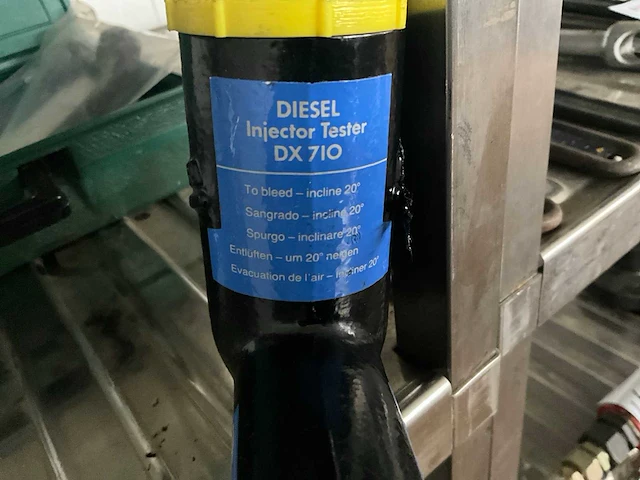 DIESEL
Injector Tester
DX 710
To bleed – incline 20°
Sangrado – incline 20°
Spurgo – inclinare 20°
Entlüften – um 20° neigen
Evacuation de l'air – incliner 20°